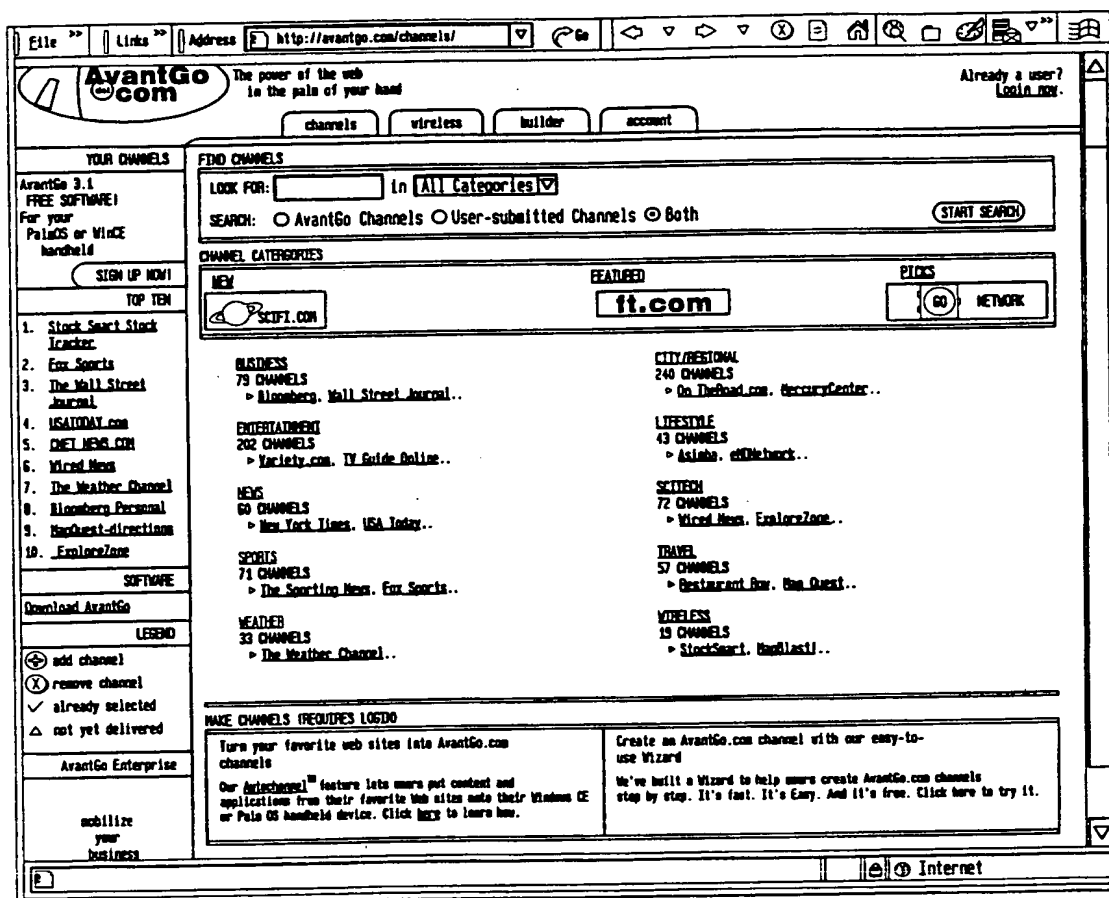 File >> Links >> Address http://avantgo.com/channels/ Go
AvantGo
dot com
The power of the web
in the palm of your hand
Already a user?
Login now.
channels wireless builder account
YOUR CHANNELS
AvantGo 3.1
FREE SOFTWARE!
For your
PalmOS or WinCE
handheld
SIGN UP NOW!
TOP TEN
1. Stock Smart Stock
Tracker
2. Fox Sports
3. The Wall Street
Journal
4. USATODAY.com
5. CNET NEWS.COM
6. Wired News
7. The Weather Channel
8. Bloomberg Personal
9. MapQuest-directions
10. ExploreZone
SOFTWARE
Download AvantGo
LEGEND
add channel
remove channel
already selected
not yet delivered
AvantGo Enterprise
mobilize
your
business
FIND CHANNELS
LOOK FOR: in All Categories
SEARCH: AvantGo Channels User-submitted Channels Both START SEARCH
CHANNEL CATERGORIES
NEW FEATURED PICKS
SCIFI.COM ft.com GO NETWORK
BUSINESS
79 CHANNELS
Bloomberg, Wall Street Journal..
ENTERTAINMENT
202 CHANNELS
Variety.com, TV Guide Online..
NEWS
60 CHANNELS
New York Times, USA Today..
SPORTS
71 CHANNELS
The Sporting News, Fox Sports..
WEATHER
33 CHANNELS
The Weather Channel..
CITY/REGIONAL
240 CHANNELS
On TheRoad.com, MercuryCenter..
LIFESTYLE
43 CHANNELS
Asimba, eMDNetwork..
SCITECH
72 CHANNELS
Wired News, ExploreZone..
TRAVEL
57 CHANNELS
Restaurant Row, Map Quest..
WIRELESS
19 CHANNELS
StockSmart, MapBlast!..
MAKE CHANNELS (REQUIRES LOGIN)
Turn your favorite web sites into AvantGo.com
channels
Our Autochannel™ feature lets users put content and
applications from their favorite Web sites onto their Windows CE
or Palm OS handheld device. Click here to learn how.
Create an AvantGo.com channel with our easy-to-
use Wizard
We've built a Wizard to help users create AvantGo.com channels
step by step. It's fast. It's Easy. And it's free. Click here to try it.
Internet